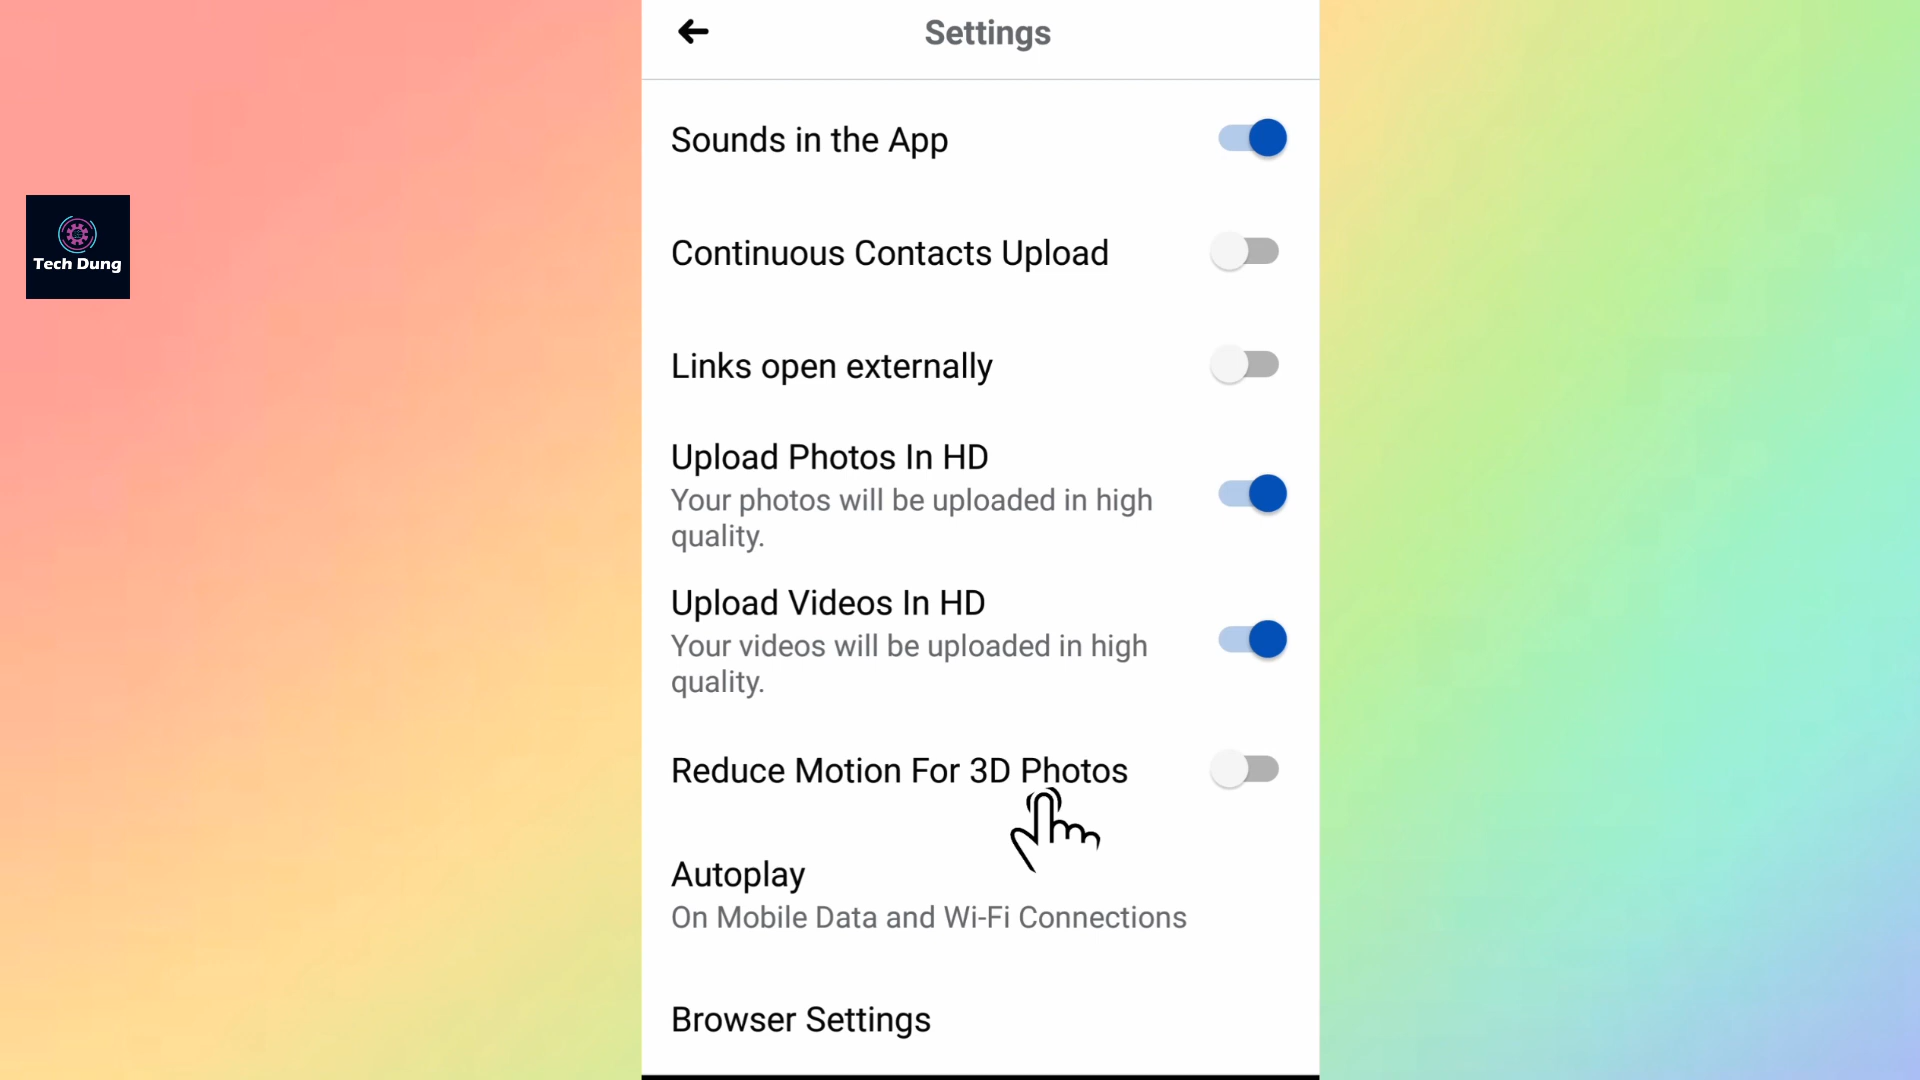 Settings
Sounds in the App
Tech Dung
Continuous Contacts Upload
Links open externally
Upload Photos In HD
Your photos will be uploaded in high
quality.
Upload Videos In HD
Your videos will be uploaded in high
quality.
Reduce Motion For 3D Photos
Autoplay
On Mobile Data and Wi-Fi Connections
Browser Settings